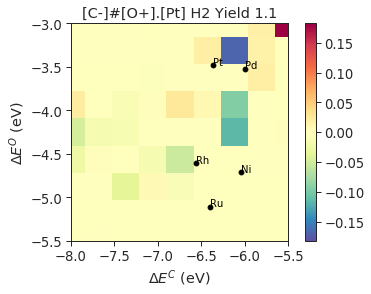 [C-]#[O+].[Pt] H2 Yield 1.1
−3.0
−3.5
−4.0
−4.5
−5.0
−5.5
ΔE^O (eV)
Pt
Pd
Rh
Ni
Ru
−8.0 −7.5 −7.0 −6.5 −6.0 −5.5
ΔE^C (eV)
0.15
0.10
0.05
0.00
−0.05
−0.10
−0.15